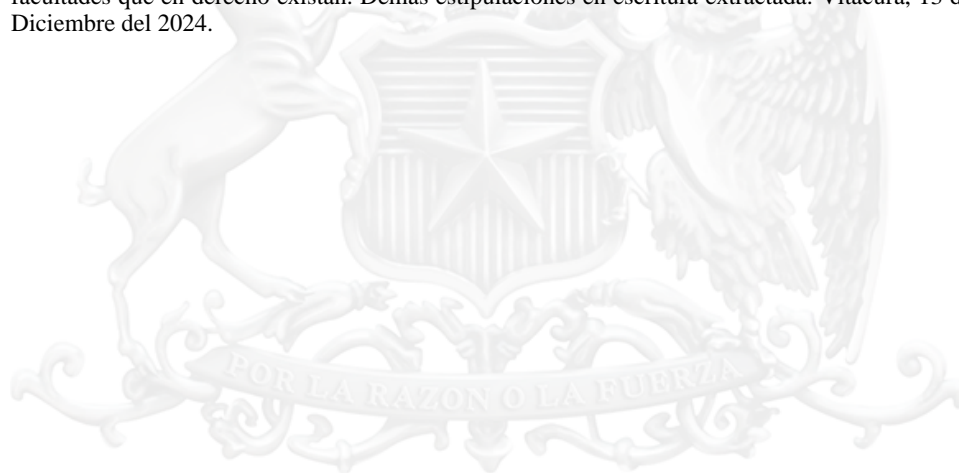 facultades que en derecho existan. Demás estipulaciones en escritura extractada. Vitacura, 13 d
Diciembre del 2024.
POR LA RAZON O LA FUERZA